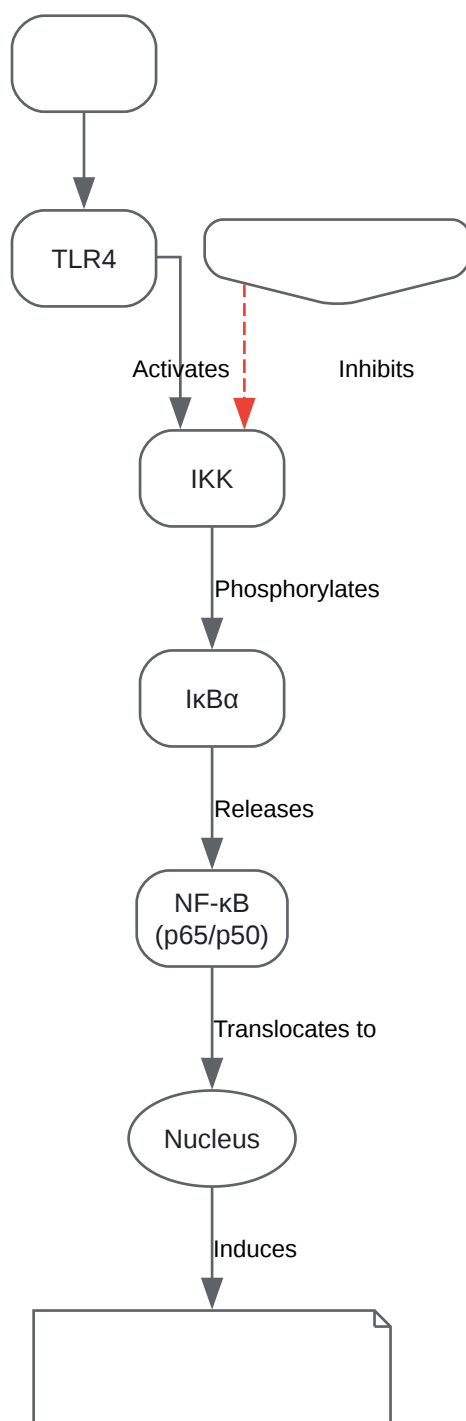 TLR4
Activates
Inhibits
IKK
Phosphorylates
IκBα
Releases
NF-κB
(p65/p50)
Translocates to
Nucleus
Induces